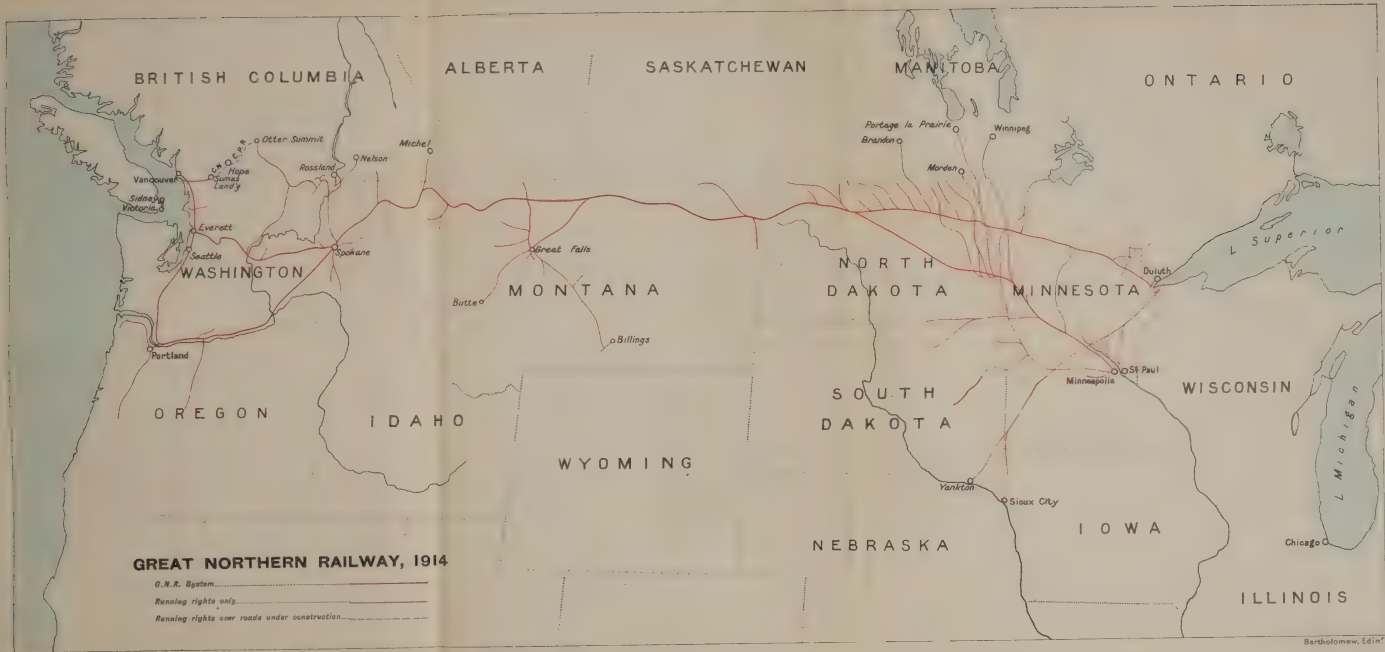 BRITISH COLUMBIA
ALBERTA
SASKATCHEWAN
MANITOBA
ONTARIO
Otter Summit
C.P.R.
C.N.
Hope
Sumas
Land'g
Vancouver
Sidney
Victoria
Rossland
Nelson
Michel
Portage la Prairie
Brandon
Winnipeg
Morden
Everett
Seattle
WASHINGTON
Spokane
Great Falls
Butte
MONTANA
Billings
NORTH
DAKOTA
MINNESOTA
Duluth
L Superior
Portland
OREGON
IDAHO
WYOMING
SOUTH
DAKOTA
Minneapolis
St. Paul
WISCONSIN
L Michigan
Yankton
Sioux City
IOWA
NEBRASKA
Chicago
ILLINOIS
GREAT NORTHERN RAILWAY, 1914
G.N.R. System
Running rights only
Running rights over roads under construction
Bartholomew, Edinr.